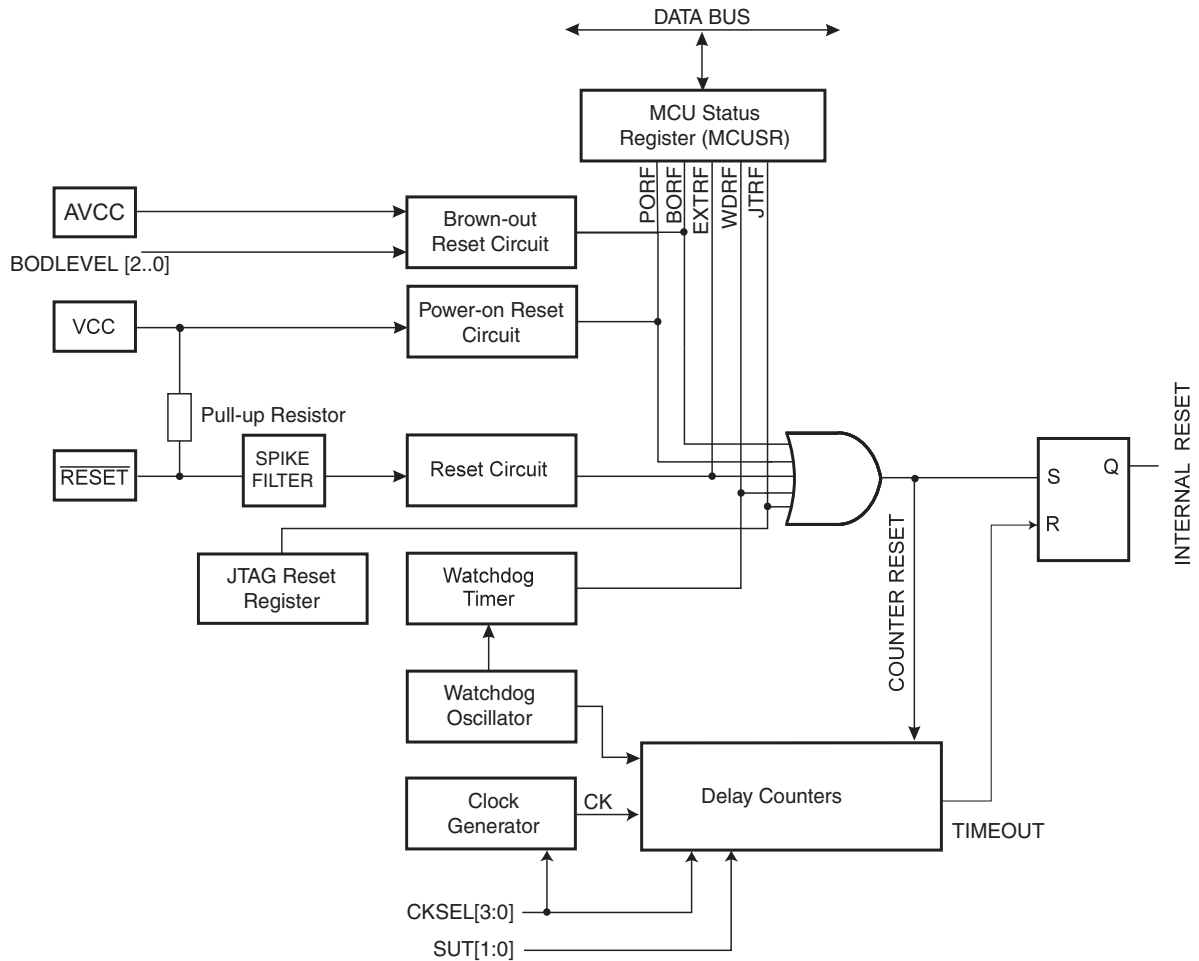 DATA BUS
MCU Status
Register (MCUSR)
PORF
BORF
EXTRF
WDRF
JTRF
AVCC
Brown-out
Reset Circuit
BODLEVEL [2..0]
VCC
Power-on Reset
Circuit
Pull-up Resistor
RESET
SPIKE
FILTER
Reset Circuit
S
Q
R
INTERNAL RESET
JTAG Reset
Register
Watchdog
Timer
COUNTER RESET
Watchdog
Oscillator
Clock
Generator
CK
Delay Counters
TIMEOUT
CKSEL[3:0]
SUT[1:0]